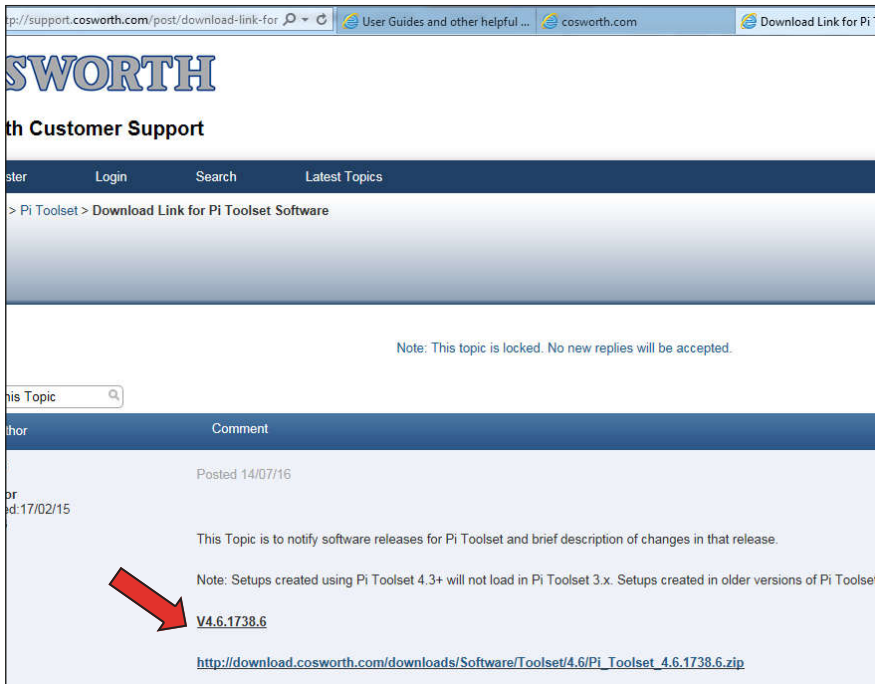 tp://support.cosworth.com/post/download-link-for
User Guides and other helpful ...
cosworth.com
Download Link for Pi
SWORTH
th Customer Support
ster Login Search Latest Topics
> Pi Toolset > Download Link for Pi Toolset Software
Note: This topic is locked. No new replies will be accepted.
his Topic
thor Comment
Posted 14/07/16
or
ed:17/02/15
This Topic is to notify software releases for Pi Toolset and brief description of changes in that release.
Note: Setups created using Pi Toolset 4.3+ will not load in Pi Toolset 3.x. Setups created in older versions of Pi Toolse
V4.6.1738.6
http://download.cosworth.com/downloads/Software/Toolset/4.6/Pi_Toolset_4.6.1738.6.zip